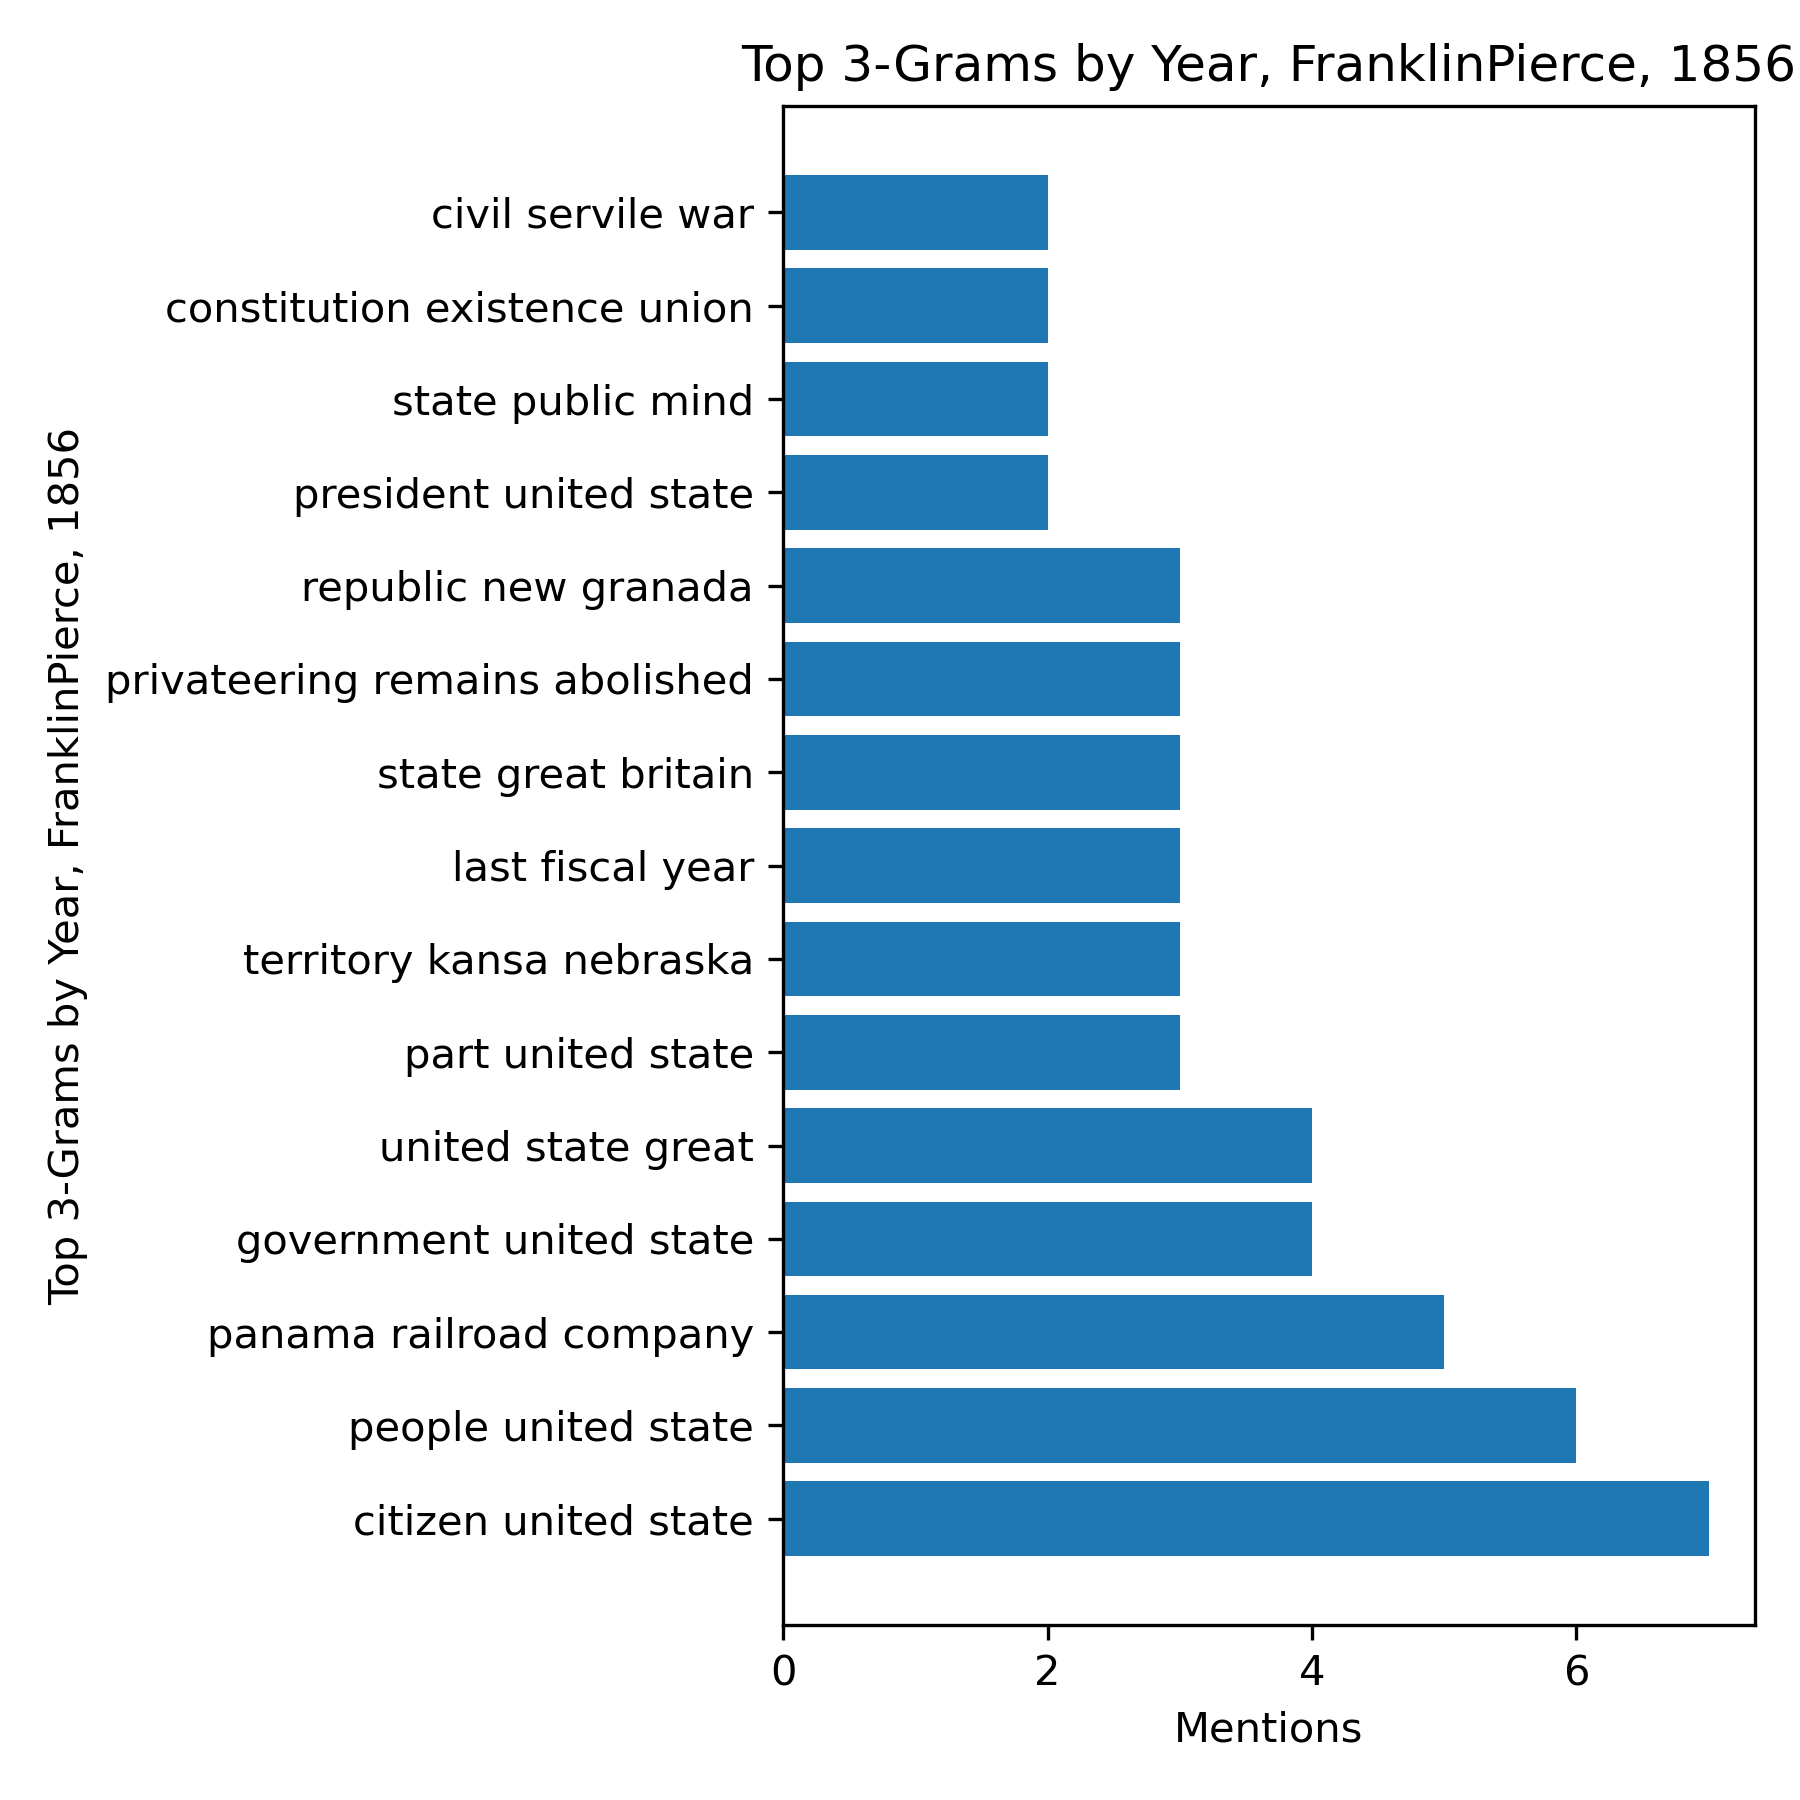 Top 3-Grams by Year, FranklinPierce, 1856
Top 3-Grams by Year, FranklinPierce, 1856
civil servile war
constitution existence union
state public mind
president united state
republic new granada
privateering remains abolished
state great britain
last fiscal year
territory kansa nebraska
part united state
united state great
government united state
panama railroad company
people united state
citizen united state
0 2 4 6
Mentions